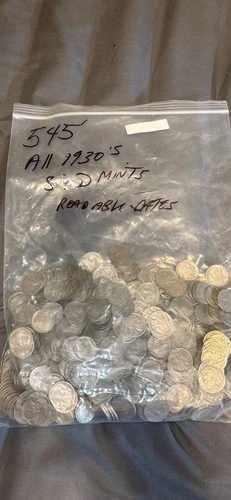 545
All 1930's
S: D MINTS
READABLE DATES